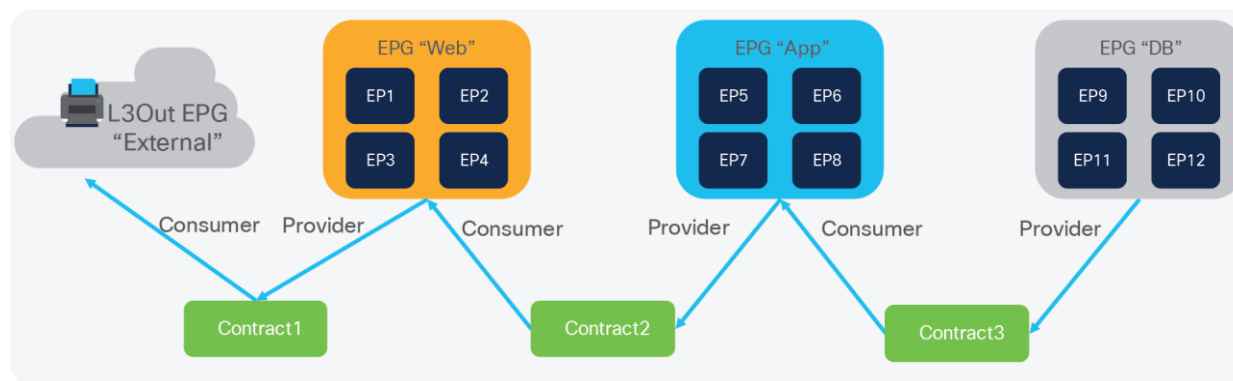 L3Out EPG
“External”
EPG “Web”
EP1
EP2
EP3
EP4
EPG “App”
EP5
EP6
EP7
EP8
EPG “DB”
EP9
EP10
EP11
EP12
Consumer
Provider
Consumer
Provider
Consumer
Provider
Contract1
Contract2
Contract3